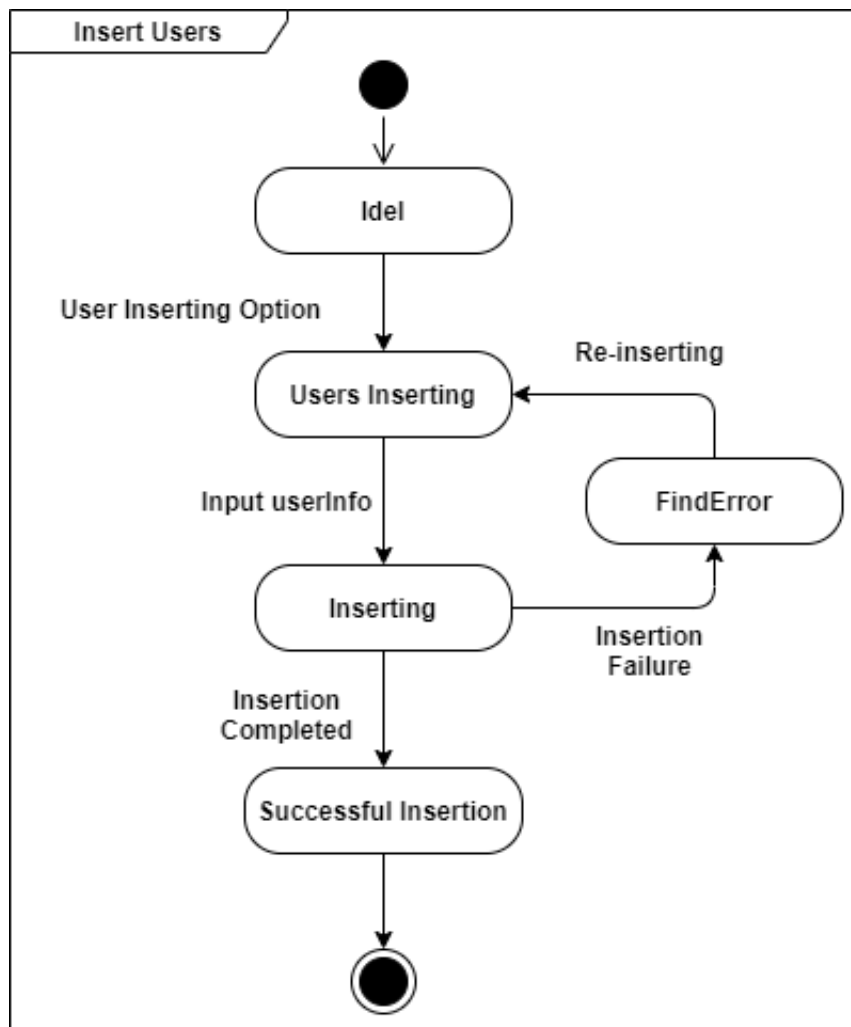 Insert Users
Idel
User Inserting Option
Re-inserting
Users Inserting
Input userInfo
FindError
Inserting
Insertion
Failure
Insertion
Completed
Successful Insertion